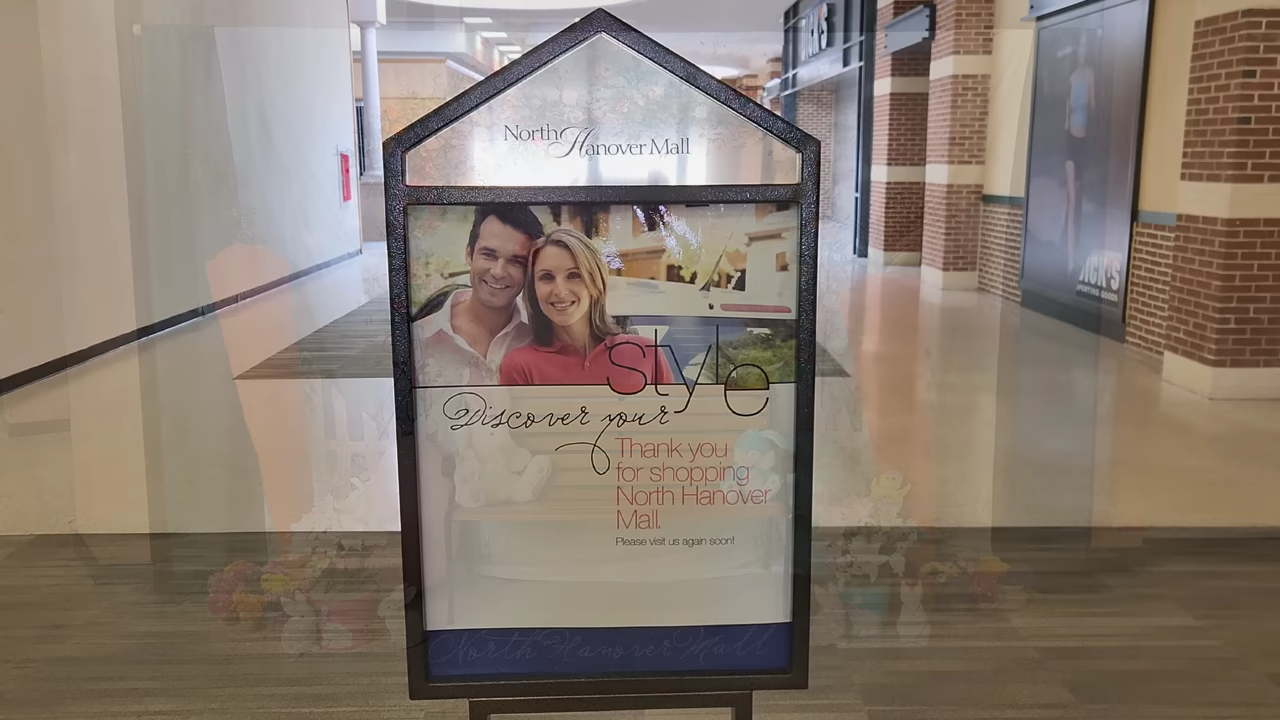 DICK'S
North Hanover Mall
style
Discover your
Thank you
for shopping
North Hanover
Mall.
Please visit us again soon!
North Hanover Mall
DICK'S
SPORTING GOODS